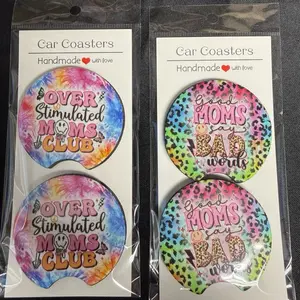 Car Coasters
Handmade with love
OVER
Stimulated
MOMS
CLUB
OVER
Stimulated
MOMS
CLUB
Car Coasters
Handmade with love
Good
MOMS
say
BAD
words
Good
MOMS
say
BAD
words